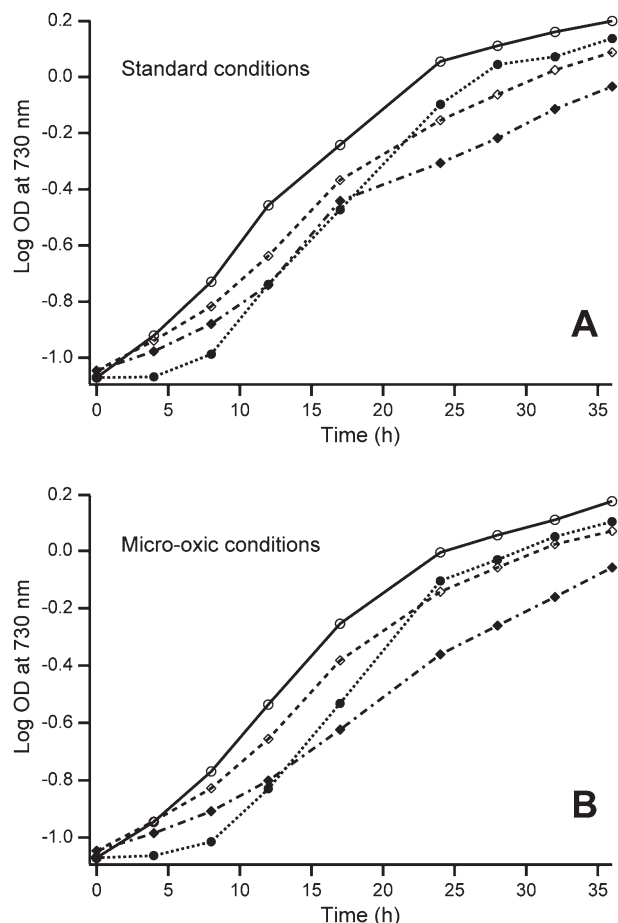 0.2
0.0
-0.2
-0.4
-0.6
-0.8
-1.0
Log OD at 730 nm
Standard conditions
A
0 5 10 15 20 25 30 35
Time (h)
0.2
0.0
-0.2
-0.4
-0.6
-0.8
-1.0
Log OD at 730 nm
Micro-oxic conditions
B
0 5 10 15 20 25 30 35
Time (h)